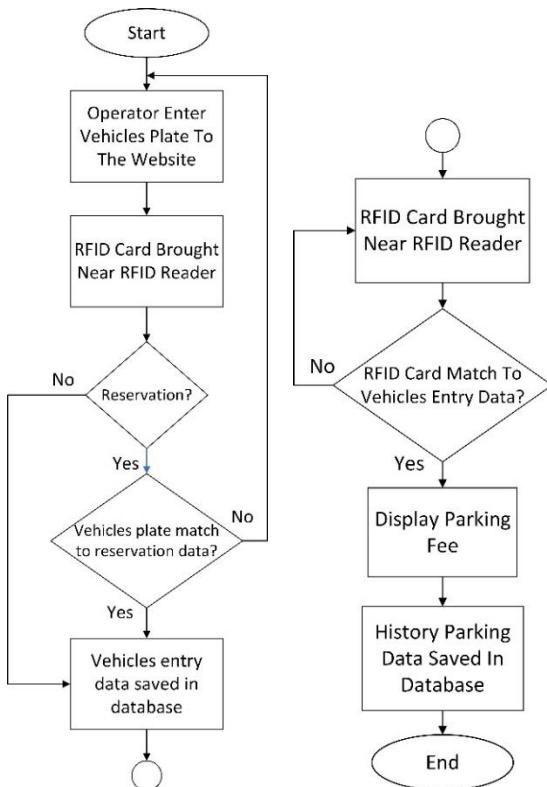 Start
Operator Enter
Vehicles Plate To
The Website
RFID Card Brought
Near RFID Reader
No
Reservation?
Yes
Vehicles plate match
to reservation data?
No
Yes
Vehicles entry
data saved in
database
RFID Card Brought
Near RFID Reader
No
RFID Card Match To
Vehicles Entry Data?
Yes
Display Parking
Fee
History Parking
Data Saved In
Database
End